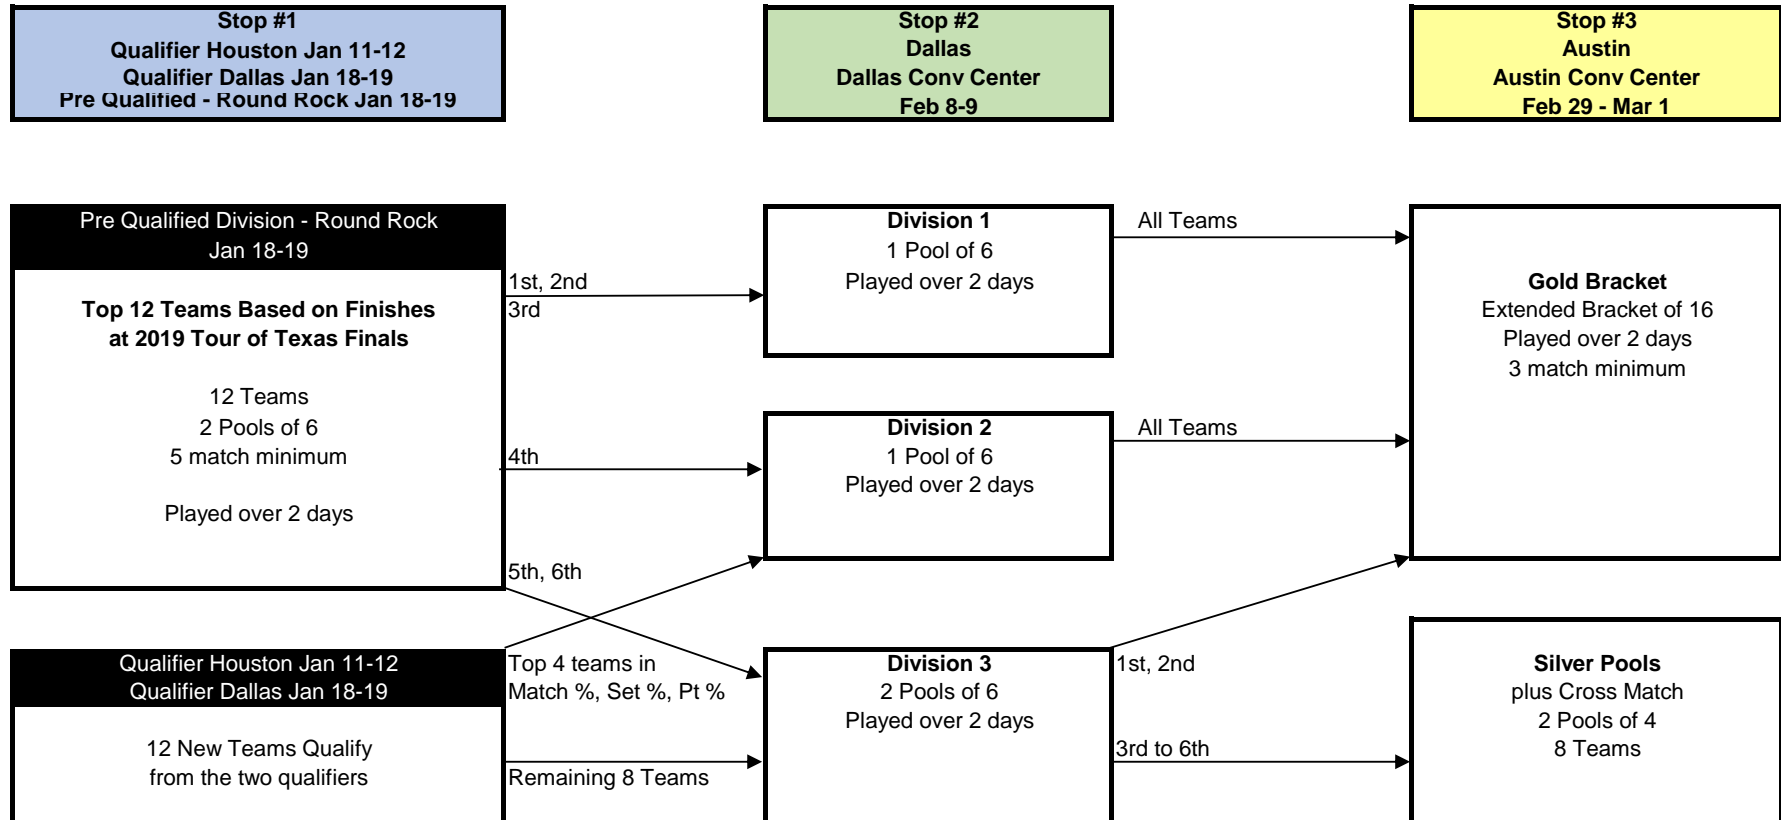 Stop #1
Qualifier Houston Jan 11-12
Qualifier Dallas Jan 18-19
Pre Qualified - Round Rock Jan 18-19
Stop #2
Dallas
Dallas Conv Center
Feb 8-9
Stop #3
Austin
Austin Conv Center
Feb 29 - Mar 1
Pre Qualified Division - Round Rock
Jan 18-19
Top 12 Teams Based on Finishes
at 2019 Tour of Texas Finals
12 Teams
2 Pools of 6
5 match minimum
Played over 2 days
1st, 2nd
3rd
4th
5th, 6th
Division 1
1 Pool of 6
Played over 2 days
All Teams
Division 2
1 Pool of 6
Played over 2 days
All Teams
Gold Bracket
Extended Bracket of 16
Played over 2 days
3 match minimum
Qualifier Houston Jan 11-12
Qualifier Dallas Jan 18-19
12 New Teams Qualify
from the two qualifiers
Top 4 teams in
Match %, Set %, Pt %
Remaining 8 Teams
Division 3
2 Pools of 6
Played over 2 days
1st, 2nd
3rd to 6th
Silver Pools
plus Cross Match
2 Pools of 4
8 Teams